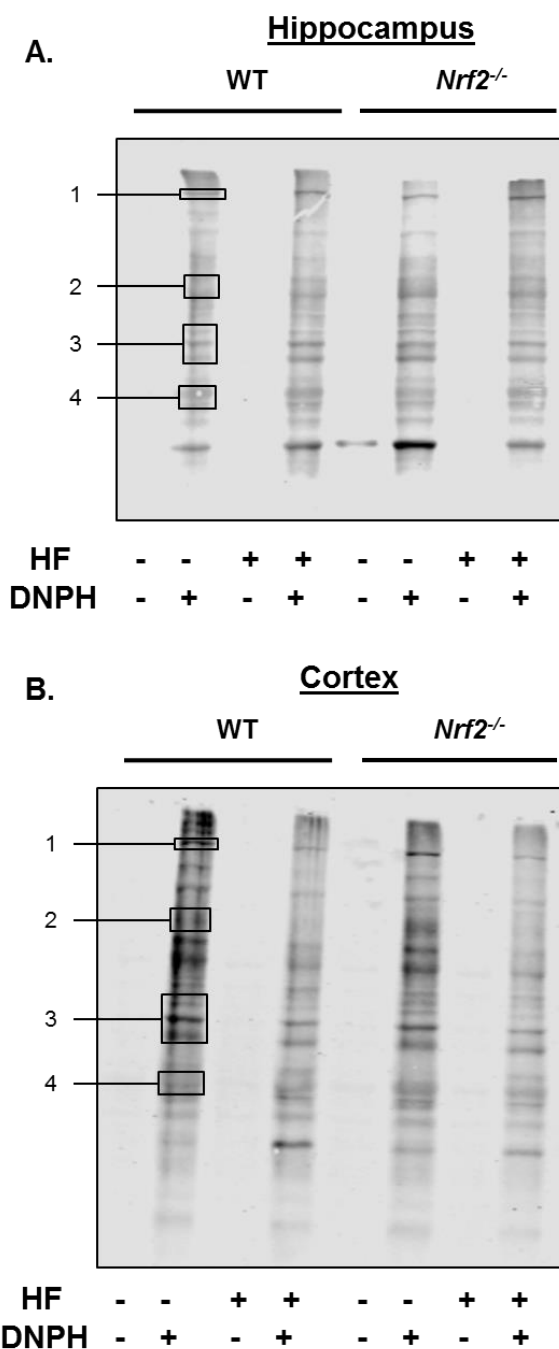 A.
Hippocampus
WT Nrf2-/-
1
2
3
4
HF - - + + - - + +
DNPH - + - + - + - +
B.
Cortex
WT Nrf2-/-
1
2
3
4
HF - - + + - - + +
DNPH - + - + - + - +